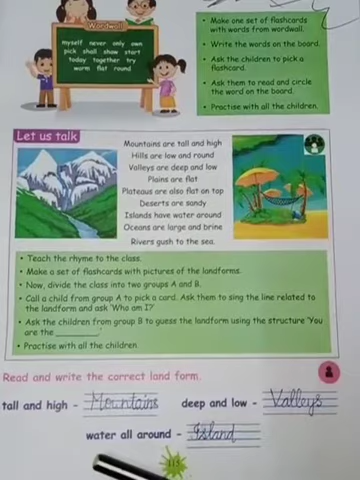 Wordwall
myself never only own
pick shall show start
today together try
warm flat round
• Make one set of flashcards
with words from wordwall.
• Write the words on the board.
• Ask the children to pick a
flashcard.
• Ask them to read and circle
the word on the board.
• Practise with all the children.
Let us talk
Mountains are tall and high
Hills are low and round
Valleys are deep and low
Plains are flat
Plateaus are also flat on top
Deserts are sandy
Islands have water around
Oceans are large and brine
Rivers gush to the sea.
• Teach the rhyme to the class.
• Make a set of flashcards with pictures of the landforms.
• Now, divide the class into two groups A and B.
• Call a child from group A to pick a card. Ask them to sing the line related to
the landform and ask 'Who am I?'
• Ask the children from group B to guess the landform using the structure 'You
are the ________.'
• Practise with all the children
Read and write the correct land form.
tall and high - Mountains deep and low - Valleys
water all around - Island
115